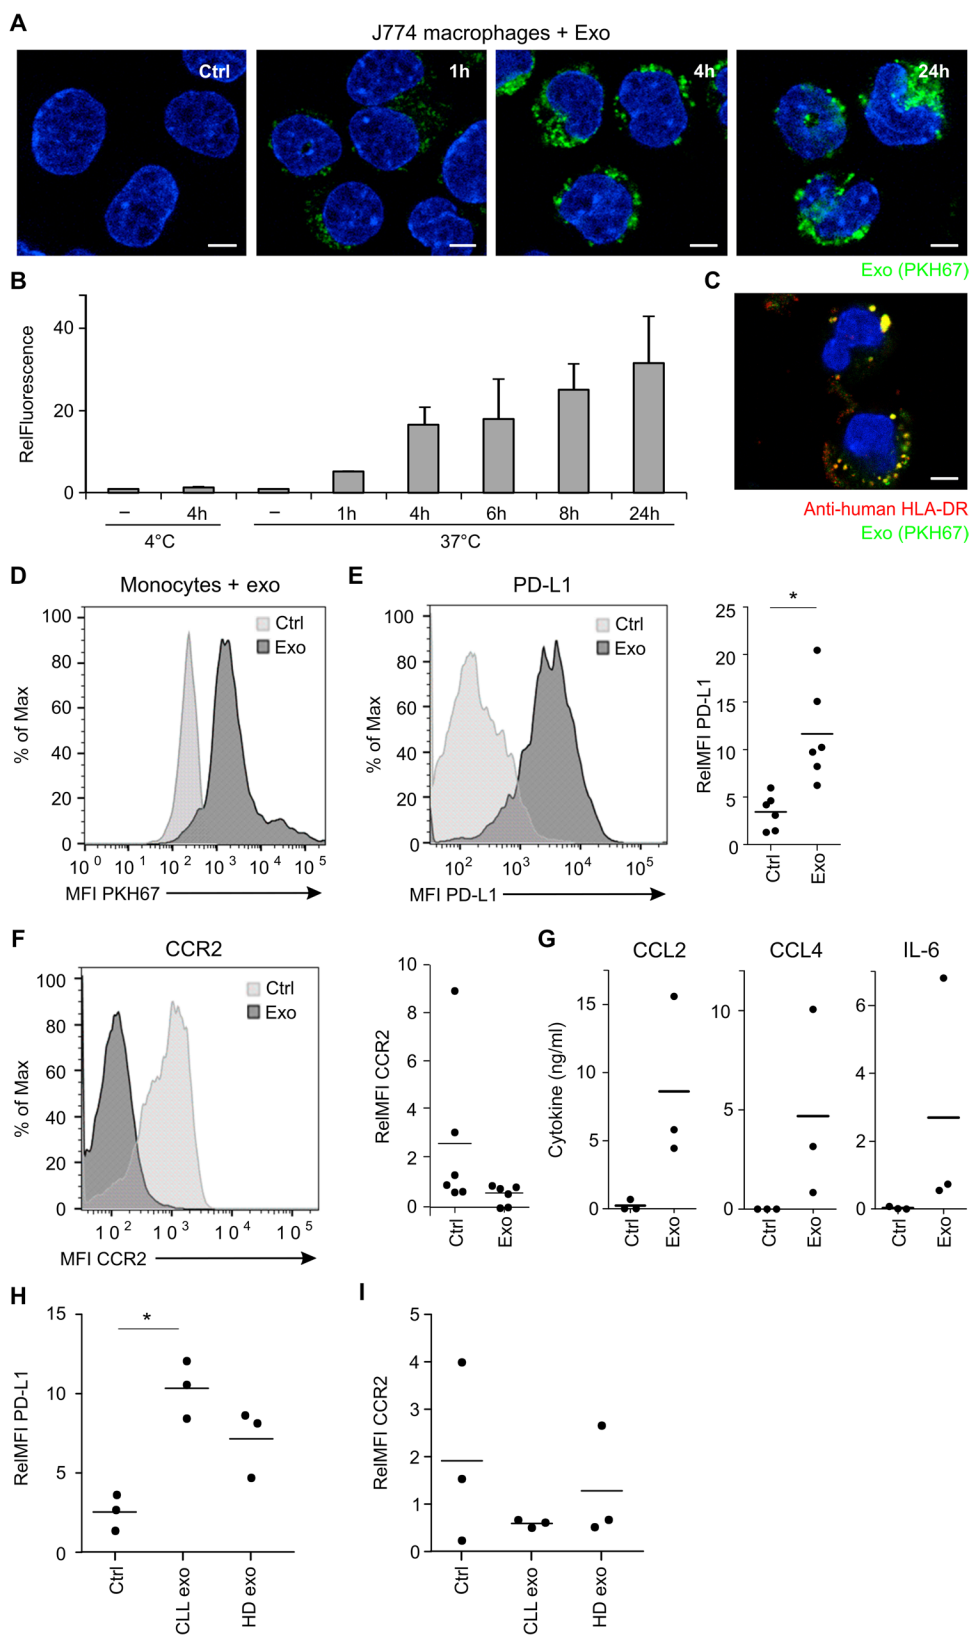 A
J774 macrophages + Exo
Ctrl
1h
4h
24h
Exo (PKH67)
B
RelFluorescence
40
20
0
–
4h
–
1h
4h
6h
8h
24h
4°C
37°C
C
Anti-human HLA-DR
Exo (PKH67)
D
Monocytes + exo
% of Max
100
80
60
40
20
0
Ctrl
Exo
10^0 10^1 10^2 10^3 10^4 10^5
MFI PKH67
E
PD-L1
% of Max
100
80
60
40
20
0
Ctrl
Exo
10^2 10^3 10^4 10^5
MFI PD-L1
RelMFI PD-L1
25
20
15
10
5
0
*
Ctrl
Exo
F
CCR2
% of Max
100
80
60
40
20
0
Ctrl
Exo
10^2 10^3 10^4 10^5
MFI CCR2
RelMFI CCR2
10
8
6
4
2
0
Ctrl
Exo
G
CCL2
Cytokine (ng/ml)
15
10
5
0
Ctrl
Exo
CCL4
10
5
0
Ctrl
Exo
IL-6
6
4
2
0
Ctrl
Exo
H
RelMFI PD-L1
15
10
5
0
*
Ctrl
CLL exo
HD exo
I
RelMFI CCR2
5
4
3
2
1
0
Ctrl
CLL exo
HD exo